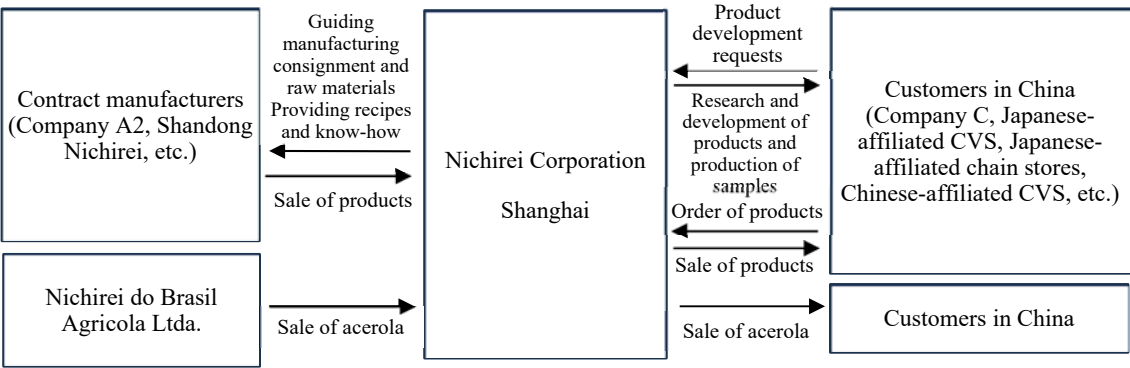 Contract manufacturers
(Company A2, Shandong
Nichirei, etc.)
Guiding
manufacturing
consignment and
raw materials
Providing recipes
and know-how
Sale of products
Nichirei Corporation
Shanghai
Product
development
requests
Research and
development of
products and
production of
samples
Order of products
Sale of products
Customers in China
(Company C, Japanese-
affiliated CVS, Japanese-
affiliated chain stores,
Chinese-affiliated CVS, etc.)
Nichirei do Brasil
Agricola Ltda.
Sale of acerola
Sale of acerola
Customers in China